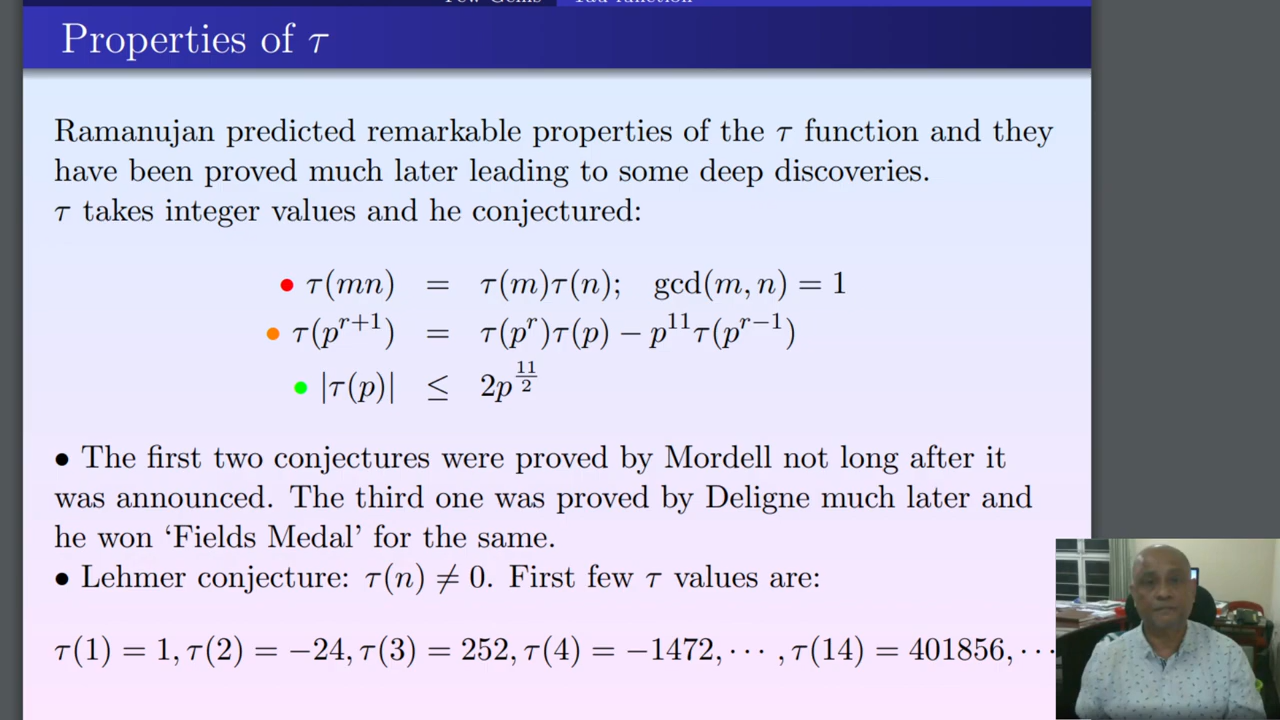 Few Gems Tau function
Properties of τ
Ramanujan predicted remarkable properties of the τ function and they
have been proved much later leading to some deep discoveries.
τ takes integer values and he conjectured:
• τ(mn) = τ(m)τ(n); gcd(m, n) = 1
• τ(p^{r+1}) = τ(p^r)τ(p) − p^{11}τ(p^{r−1})
• |τ(p)| ≤ 2p^{11/2}
• The first two conjectures were proved by Mordell not long after it
was announced. The third one was proved by Deligne much later and
he won ‘Fields Medal’ for the same.
• Lehmer conjecture: τ(n) ≠ 0. First few τ values are:
τ(1) = 1, τ(2) = −24, τ(3) = 252, τ(4) = −1472, ··· , τ(14) = 401856, ···